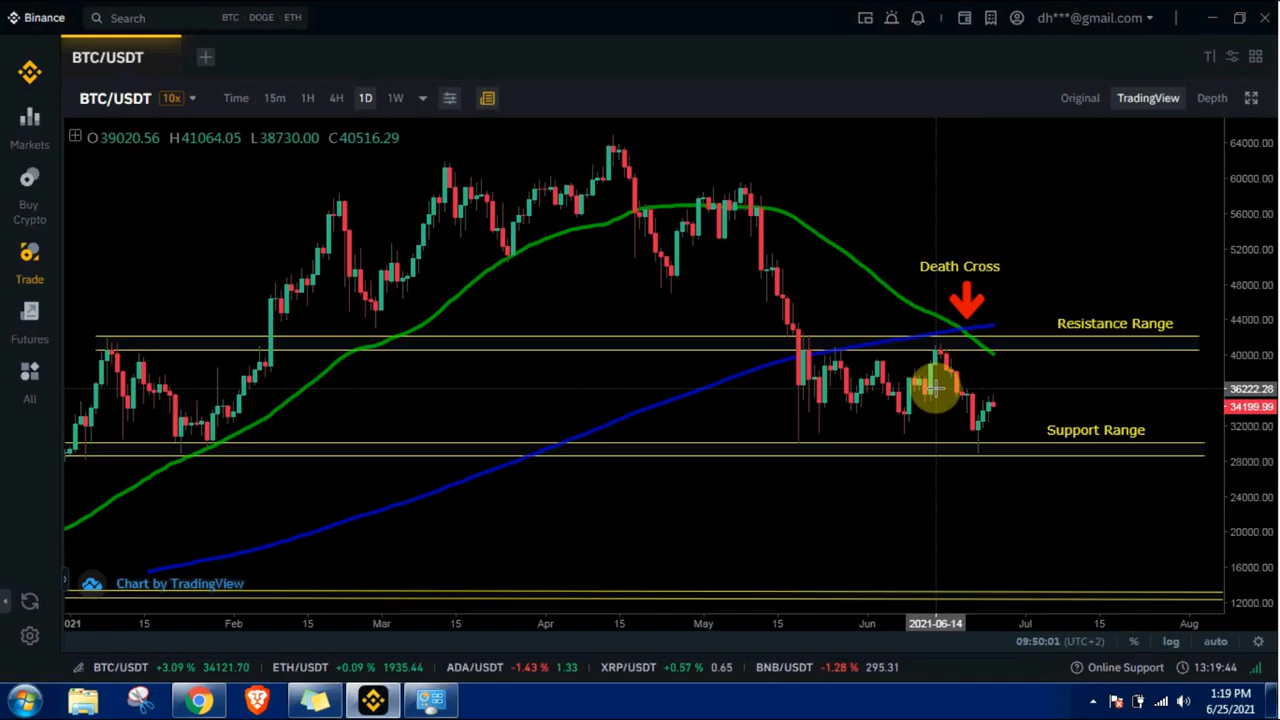 Binance Search BTC DOGE ETH dh***@gmail.com
BTC/USDT
BTC/USDT 10x Time 15m 1H 4H 1D 1W Original TradingView Depth
O39020.56 H41064.05 L38730.00 C40516.29
Markets
Buy
Crypto
Trade
Futures
All
64000.00
60000.00
56000.00
52000.00
48000.00
44000.00
40000.00
36222.28
34199.99
32000.00
28000.00
24000.00
20000.00
16000.00
12000.00
Death Cross
Resistance Range
Support Range
Chart by TradingView
021 15 Feb 15 Mar 15 Apr 15 May 15 Jun 2021-06-14 Jul 15 Aug
09:50:01 (UTC+2) % log auto
BTC/USDT +3.09 % 34121.70 ETH/USDT +0.09 % 1935.44 ADA/USDT -1.43 % 1.33 XRP/USDT +0.57 % 0.65 BNB/USDT -1.28 % 295.31 Online Support 13:19:44
1:19 PM
6/25/2021